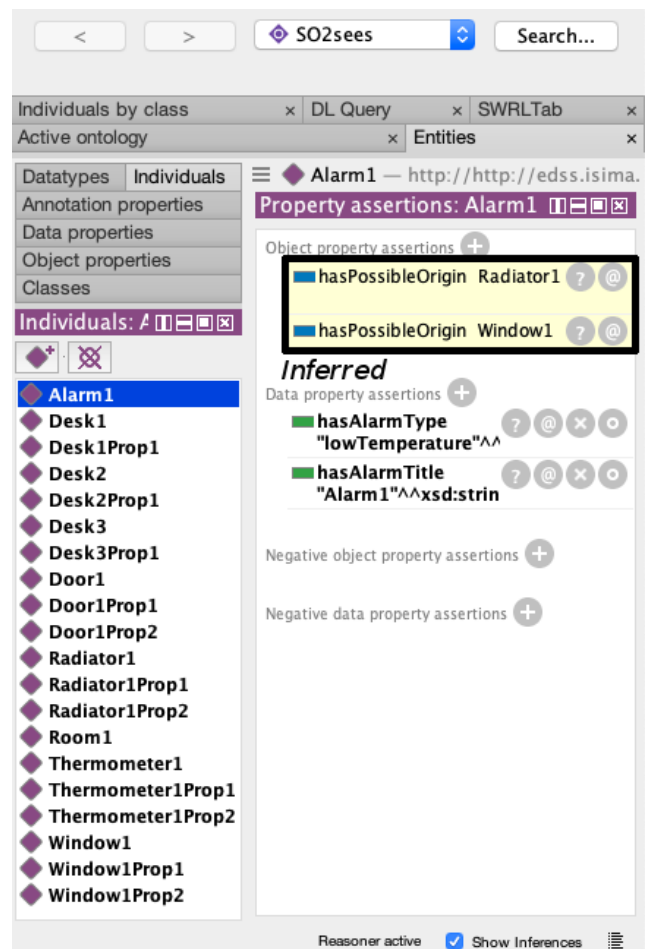 < > SO2sees Search...
Individuals by class × DL Query × SWRLTab ×
Active ontology × Entities ×
Datatypes Individuals
Annotation properties
Data properties
Object properties
Classes
Individuals: A
Alarm1
Desk1
Desk1Prop1
Desk2
Desk2Prop1
Desk3
Desk3Prop1
Door1
Door1Prop1
Door1Prop2
Radiator1
Radiator1Prop1
Radiator1Prop2
Room1
Thermometer1
Thermometer1Prop1
Thermometer1Prop2
Window1
Window1Prop1
Window1Prop2
Alarm1 — http://http://edss.isima.
Property assertions: Alarm1
Object property assertions +
hasPossibleOrigin Radiator1 ? @
hasPossibleOrigin Window1 ? @
Inferred
Data property assertions +
hasAlarmType ? @ × o
"lowTemperature"^^
hasAlarmTitle ? @ × o
"Alarm1"^^xsd:strin
Negative object property assertions +
Negative data property assertions +
Reasoner active Show Inferences